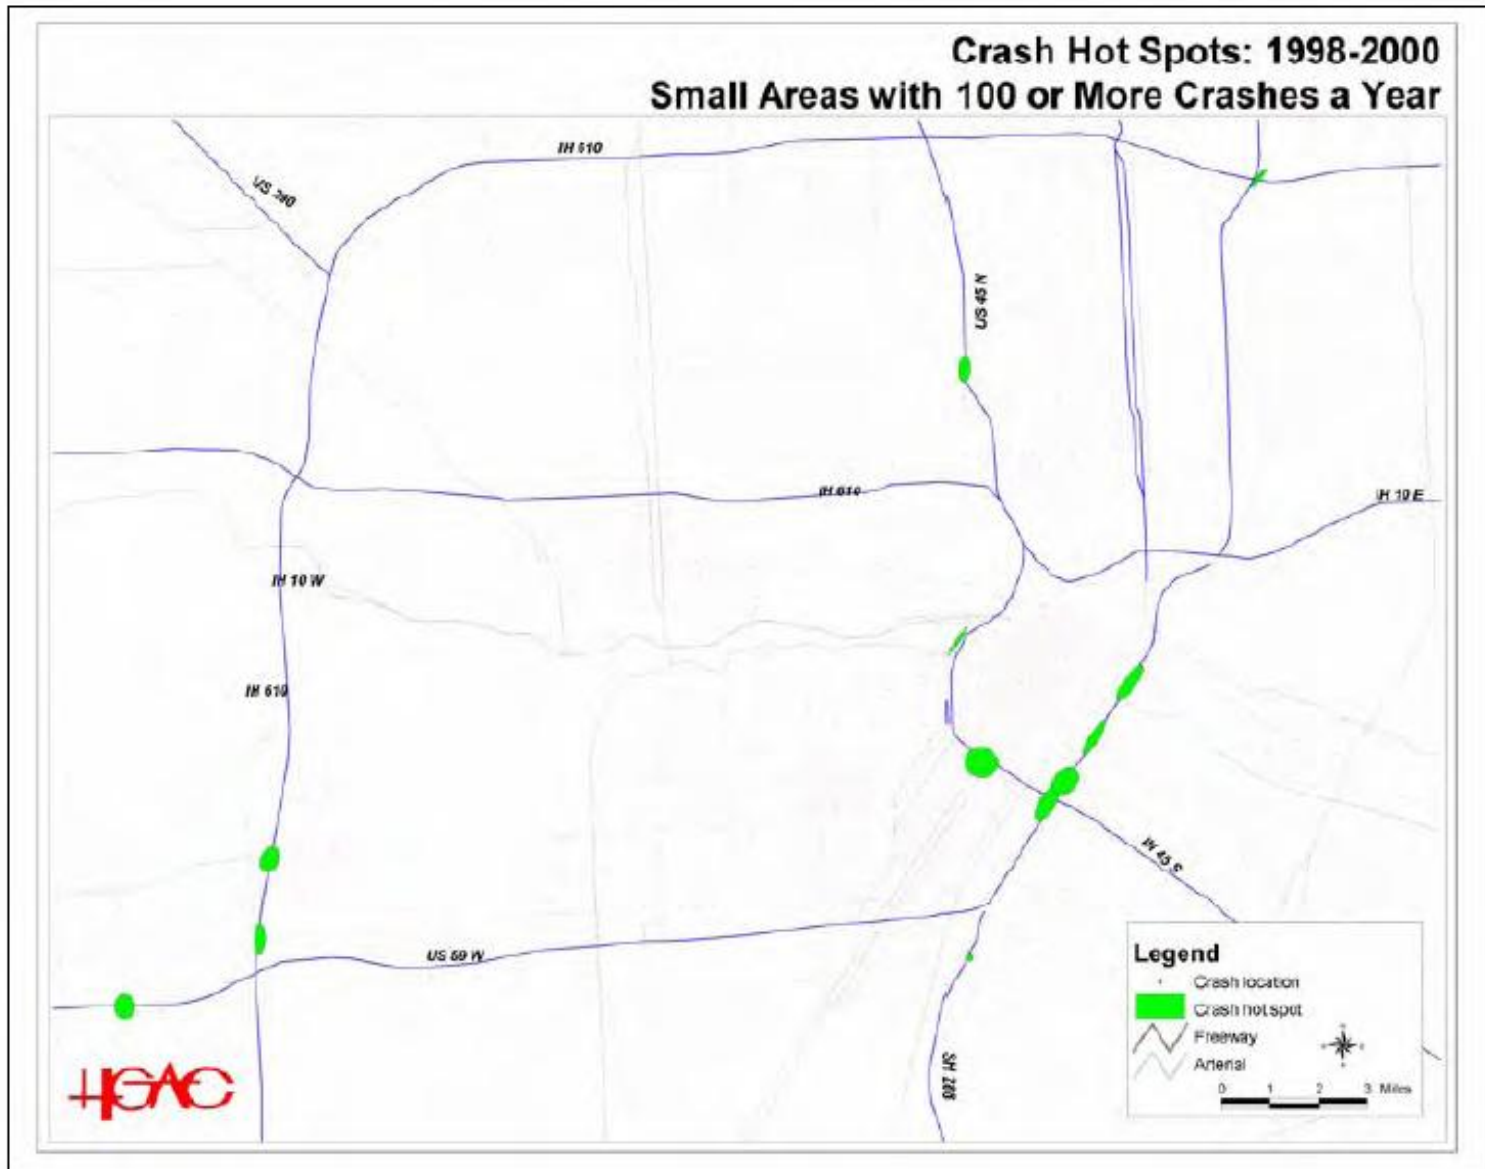 Crash Hot Spots: 1998-2000
Small Areas with 100 or More Crashes a Year
IH 610
US 290
US 45 N
IH 610
IH 10 E
IH 10 W
IH 610
IH 45 S
US 59 W
SH 288
Legend
Crash location
Crash hot spot
Freeway
Arterial
0 1 2 3 Miles
HGAC